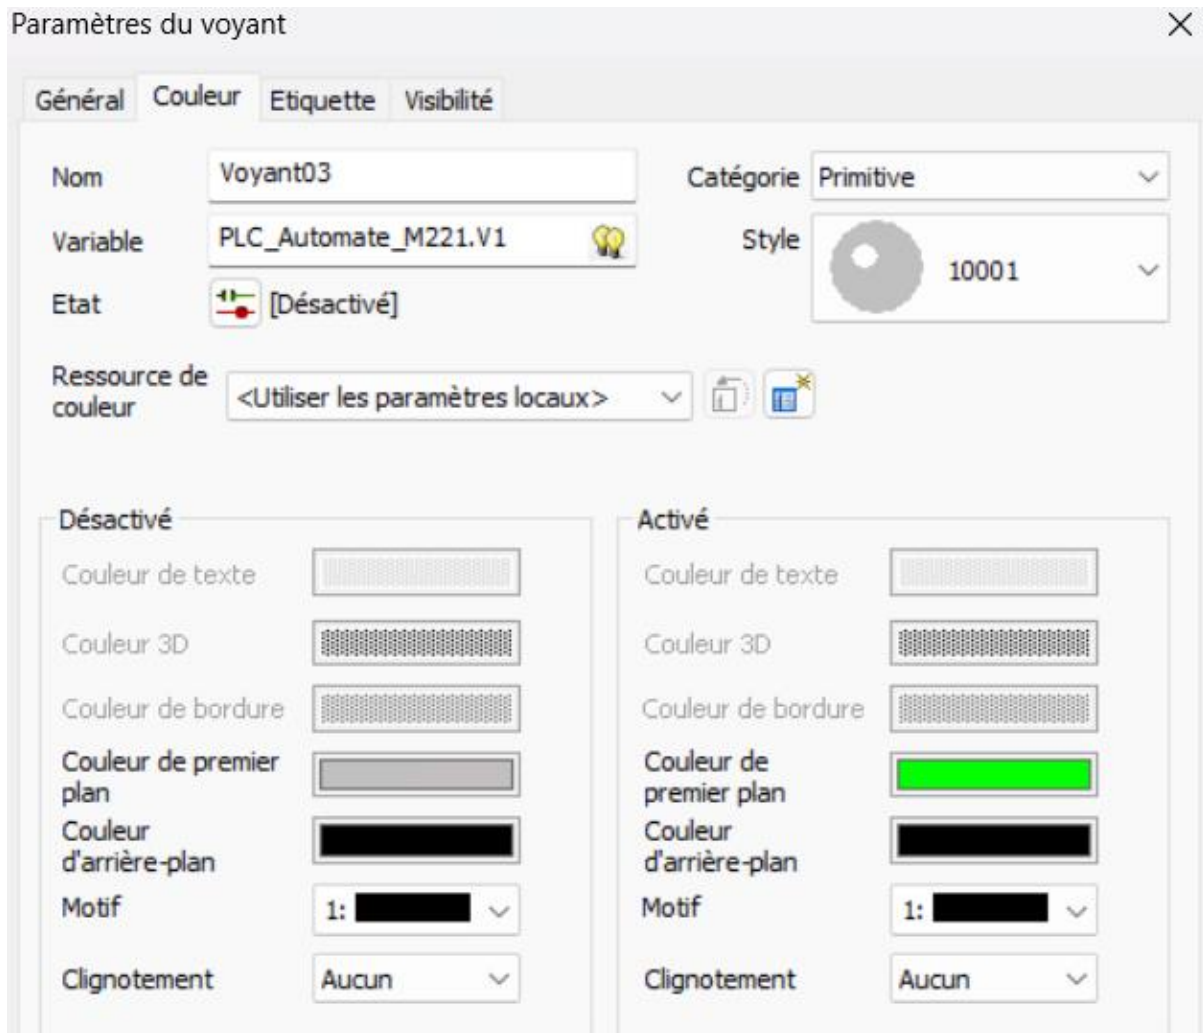 Paramètres du voyant
Général Couleur Etiquette Visibilité
Nom Voyant03 Catégorie Primitive
Variable PLC_Automate_M221.V1 Style 10001
Etat [Désactivé]
Ressource de
couleur <Utiliser les paramètres locaux>
Désactivé
Couleur de texte
Couleur 3D
Couleur de bordure
Couleur de premier
plan
Couleur
d'arrière-plan
Motif 1:
Clignotement Aucun
Activé
Couleur de texte
Couleur 3D
Couleur de bordure
Couleur de
premier plan
Couleur
d'arrière-plan
Motif 1:
Clignotement Aucun